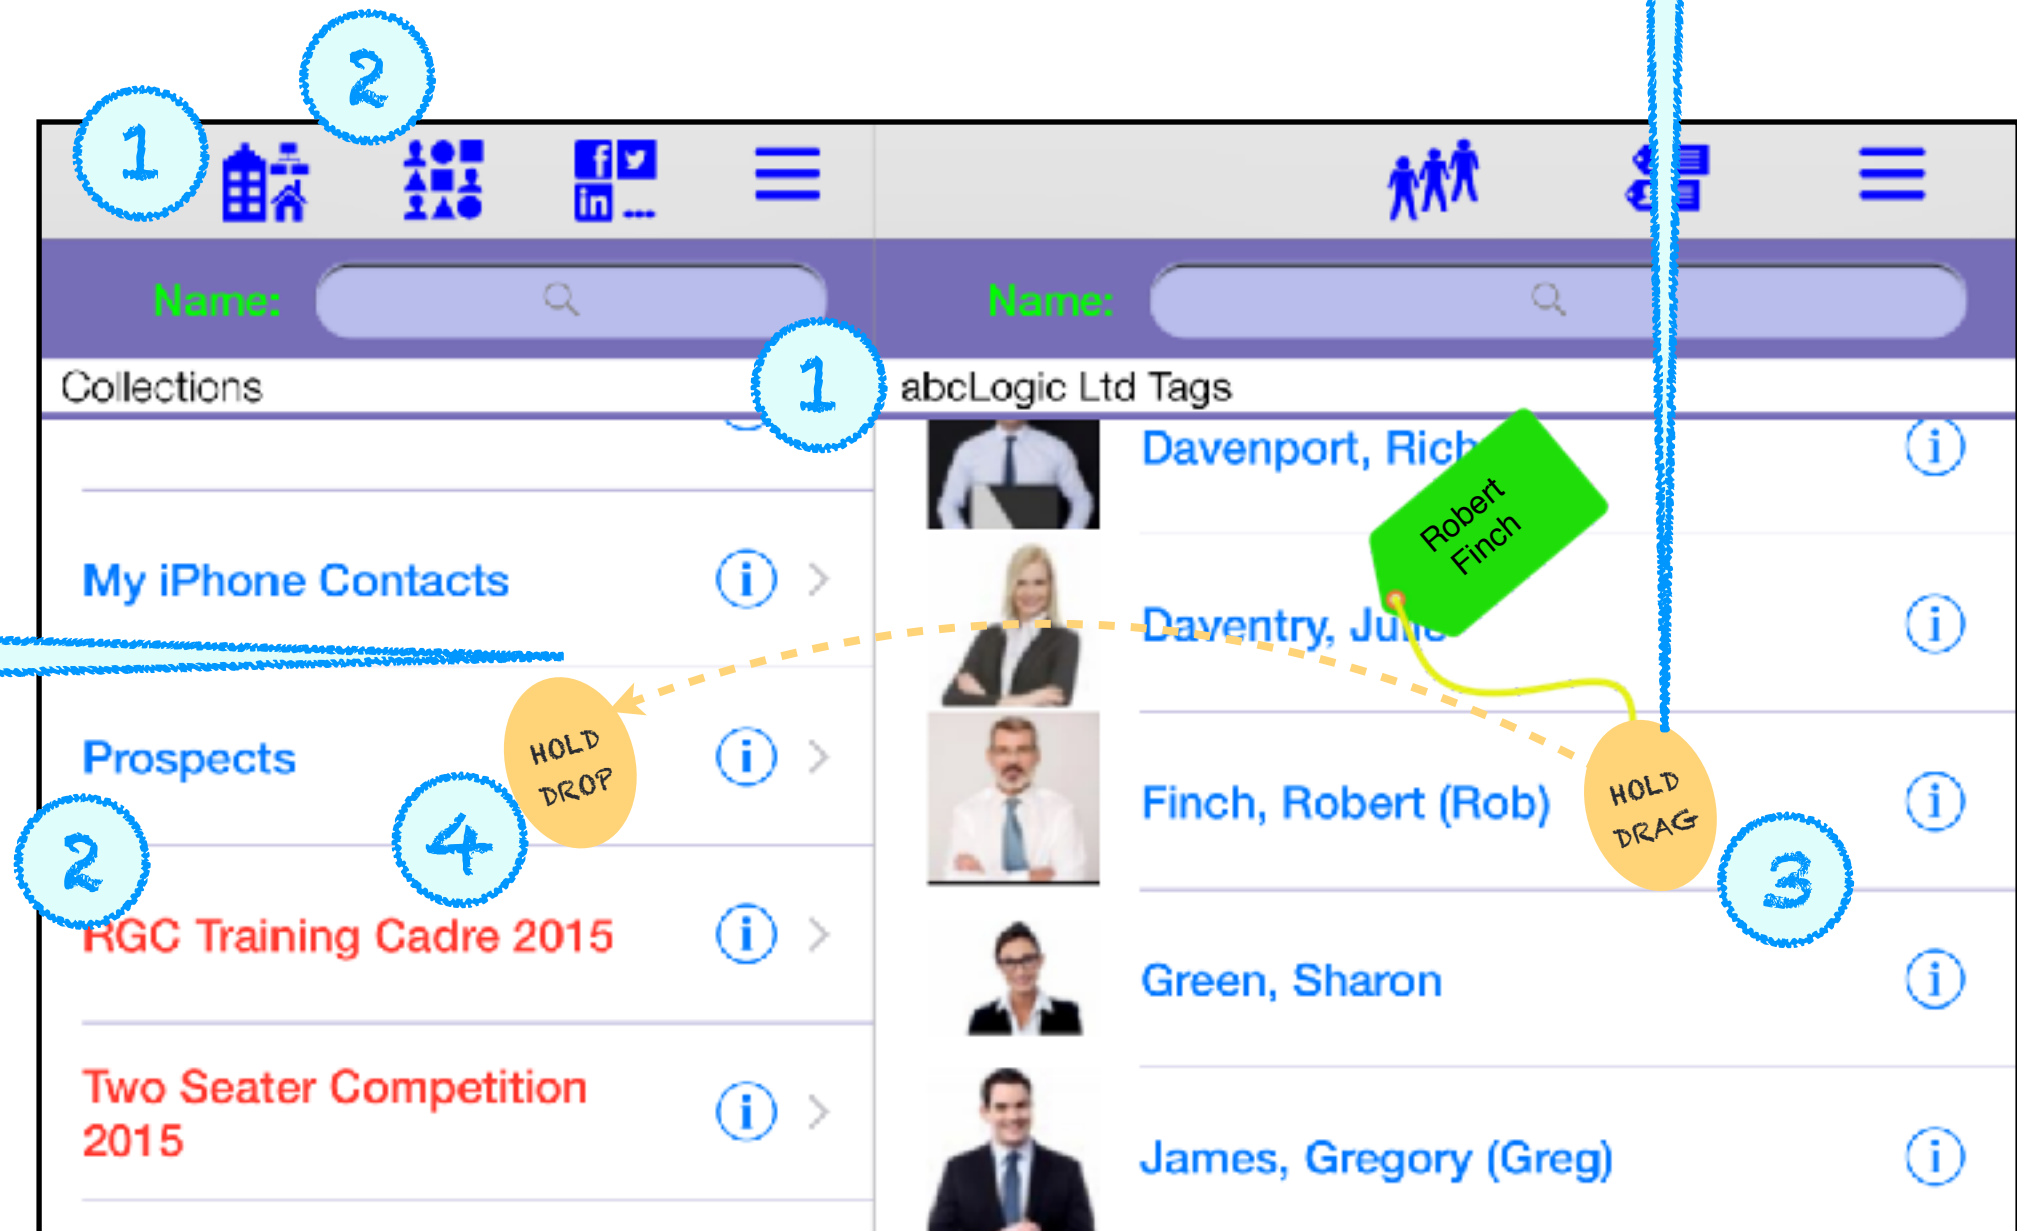 2
1
f
in ...
Name:
Name:
Collections
1
abcLogic Ltd Tags
Davenport, Rich
Robert
Finch
My iPhone Contacts
i
i
Daventry, Julie
i
Prospects
HOLD
DROP
i
Finch, Robert (Rob)
HOLD
DRAG
i
2
4
3
RGC Training Cadre 2015
i
Green, Sharon
i
Two Seater Competition
2015
i
James, Gregory (Greg)
i